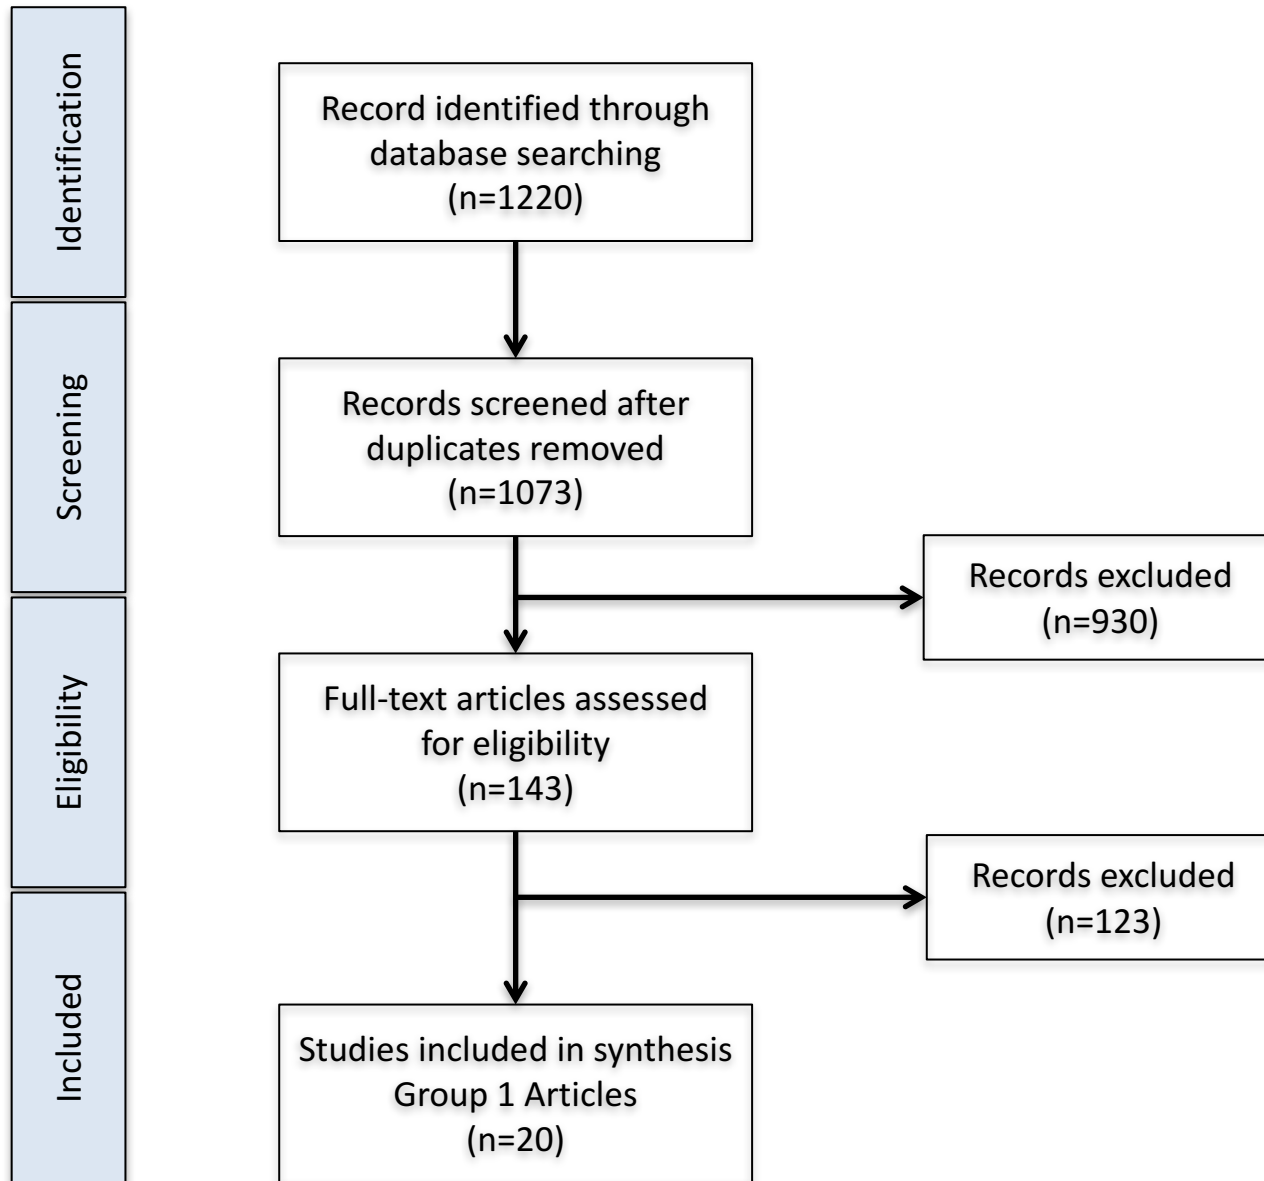 Identification
Record identified through
database searching
(n=1220)
Screening
Records screened after
duplicates removed
(n=1073)
Records excluded
(n=930)
Eligibility
Full-text articles assessed
for eligibility
(n=143)
Records excluded
(n=123)
Included
Studies included in synthesis
Group 1 Articles
(n=20)